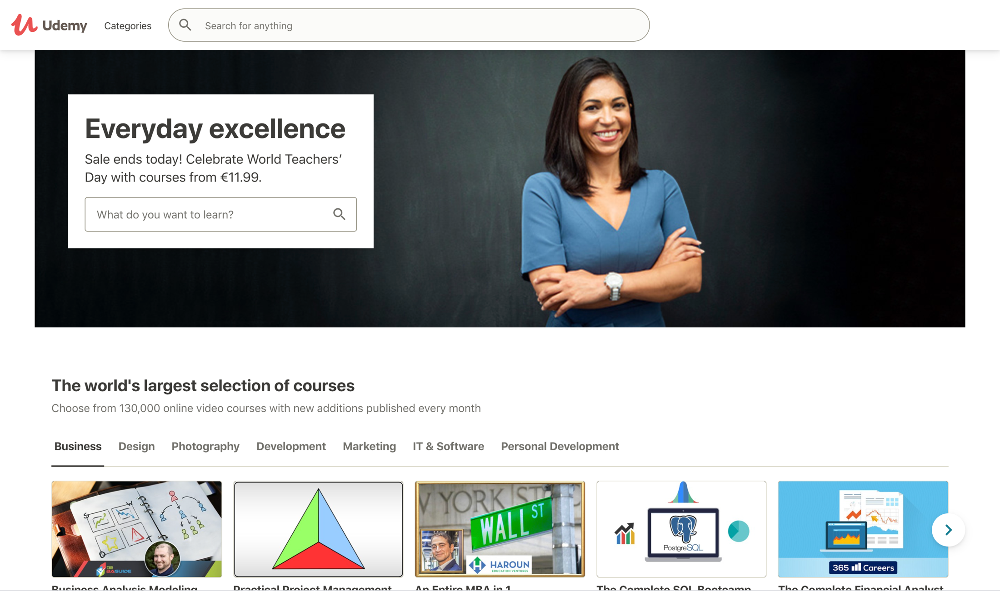 Udemy
Categories
Search for anything
Everyday excellence
Sale ends today! Celebrate World Teachers’
Day with courses from €11.99.
What do you want to learn?
The world's largest selection of courses
Choose from 130,000 online video courses with new additions published every month
Business Design Photography Development Marketing IT & Software Personal Development
The
BAGUIDE
W YORK ST
WALL ST
HAROUN
EDUCATION VENTURES
PostgreSQL
365 Careers
Business Analysis Modeling
Practical Project Management
An Entire MBA in 1
The Complete SQL Bootcamp
The Complete Financial Analyst